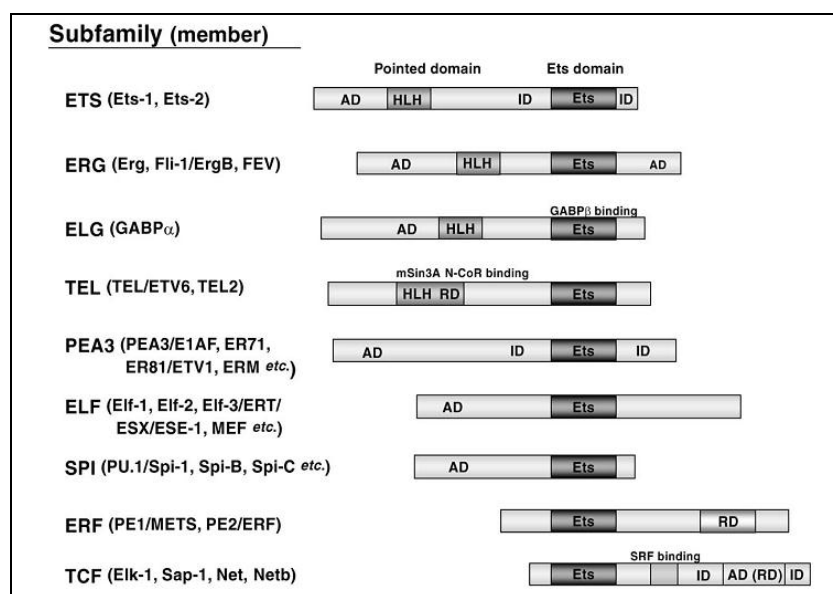 Subfamily (member)
Pointed domain Ets domain
ETS (Ets-1, Ets-2) AD HLH ID Ets ID
ERG (Erg, Fli-1/ErgB, FEV) AD HLH Ets AD
GABPβ binding
ELG (GABPα) AD HLH Ets
mSin3A N-CoR binding
TEL (TEL/ETV6, TEL2) HLH RD Ets
PEA3 (PEA3/E1AF, ER71, AD ID Ets ID
ER81/ETV1, ERM etc.)
ELF (Elf-1, Elf-2, Elf-3/ERT/ AD Ets
ESX/ESE-1, MEF etc.)
SPI (PU.1/Spi-1, Spi-B, Spi-C etc.) AD Ets
ERF (PE1/METS, PE2/ERF) Ets RD
SRF binding
TCF (Elk-1, Sap-1, Net, Netb) Ets ID AD (RD) ID